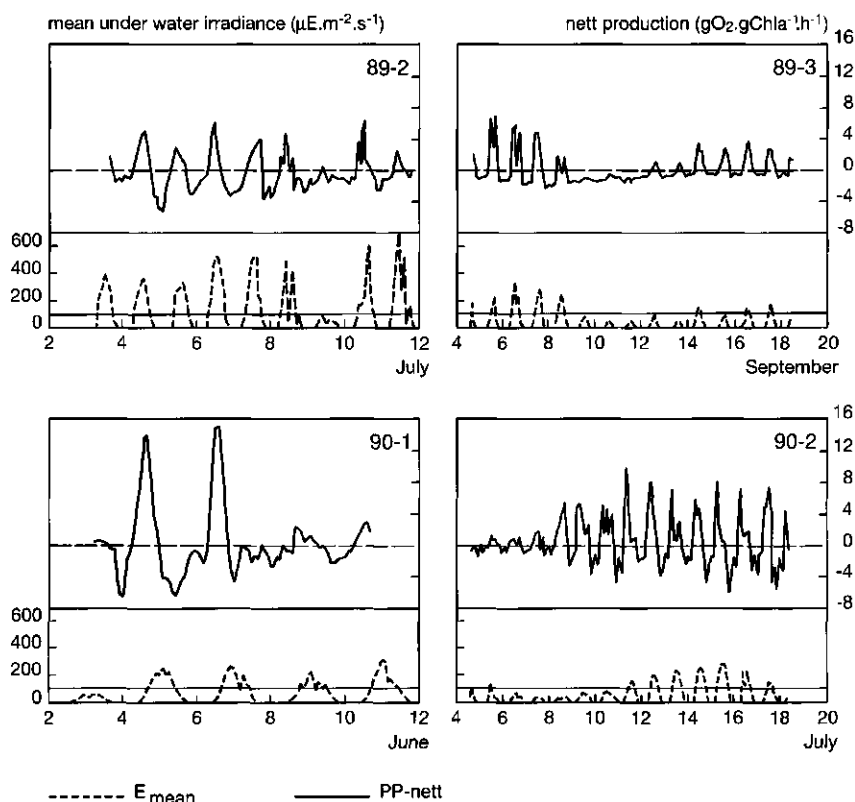 mean under water irradiance (µE.m⁻².s⁻¹) nett production (gO₂.gChla⁻¹.h⁻¹)
89-2
600
400
200
0
2 4 6 8 10 12
July
89-3
16
12
8
4
0
-4
-8
4 6 8 10 12 14 16 18 20
September
90-1
600
400
200
0
2 4 6 8 10 12
June
90-2
16
12
8
4
0
-4
-8
4 6 8 10 12 14 16 18 20
July
E mean PP-nett